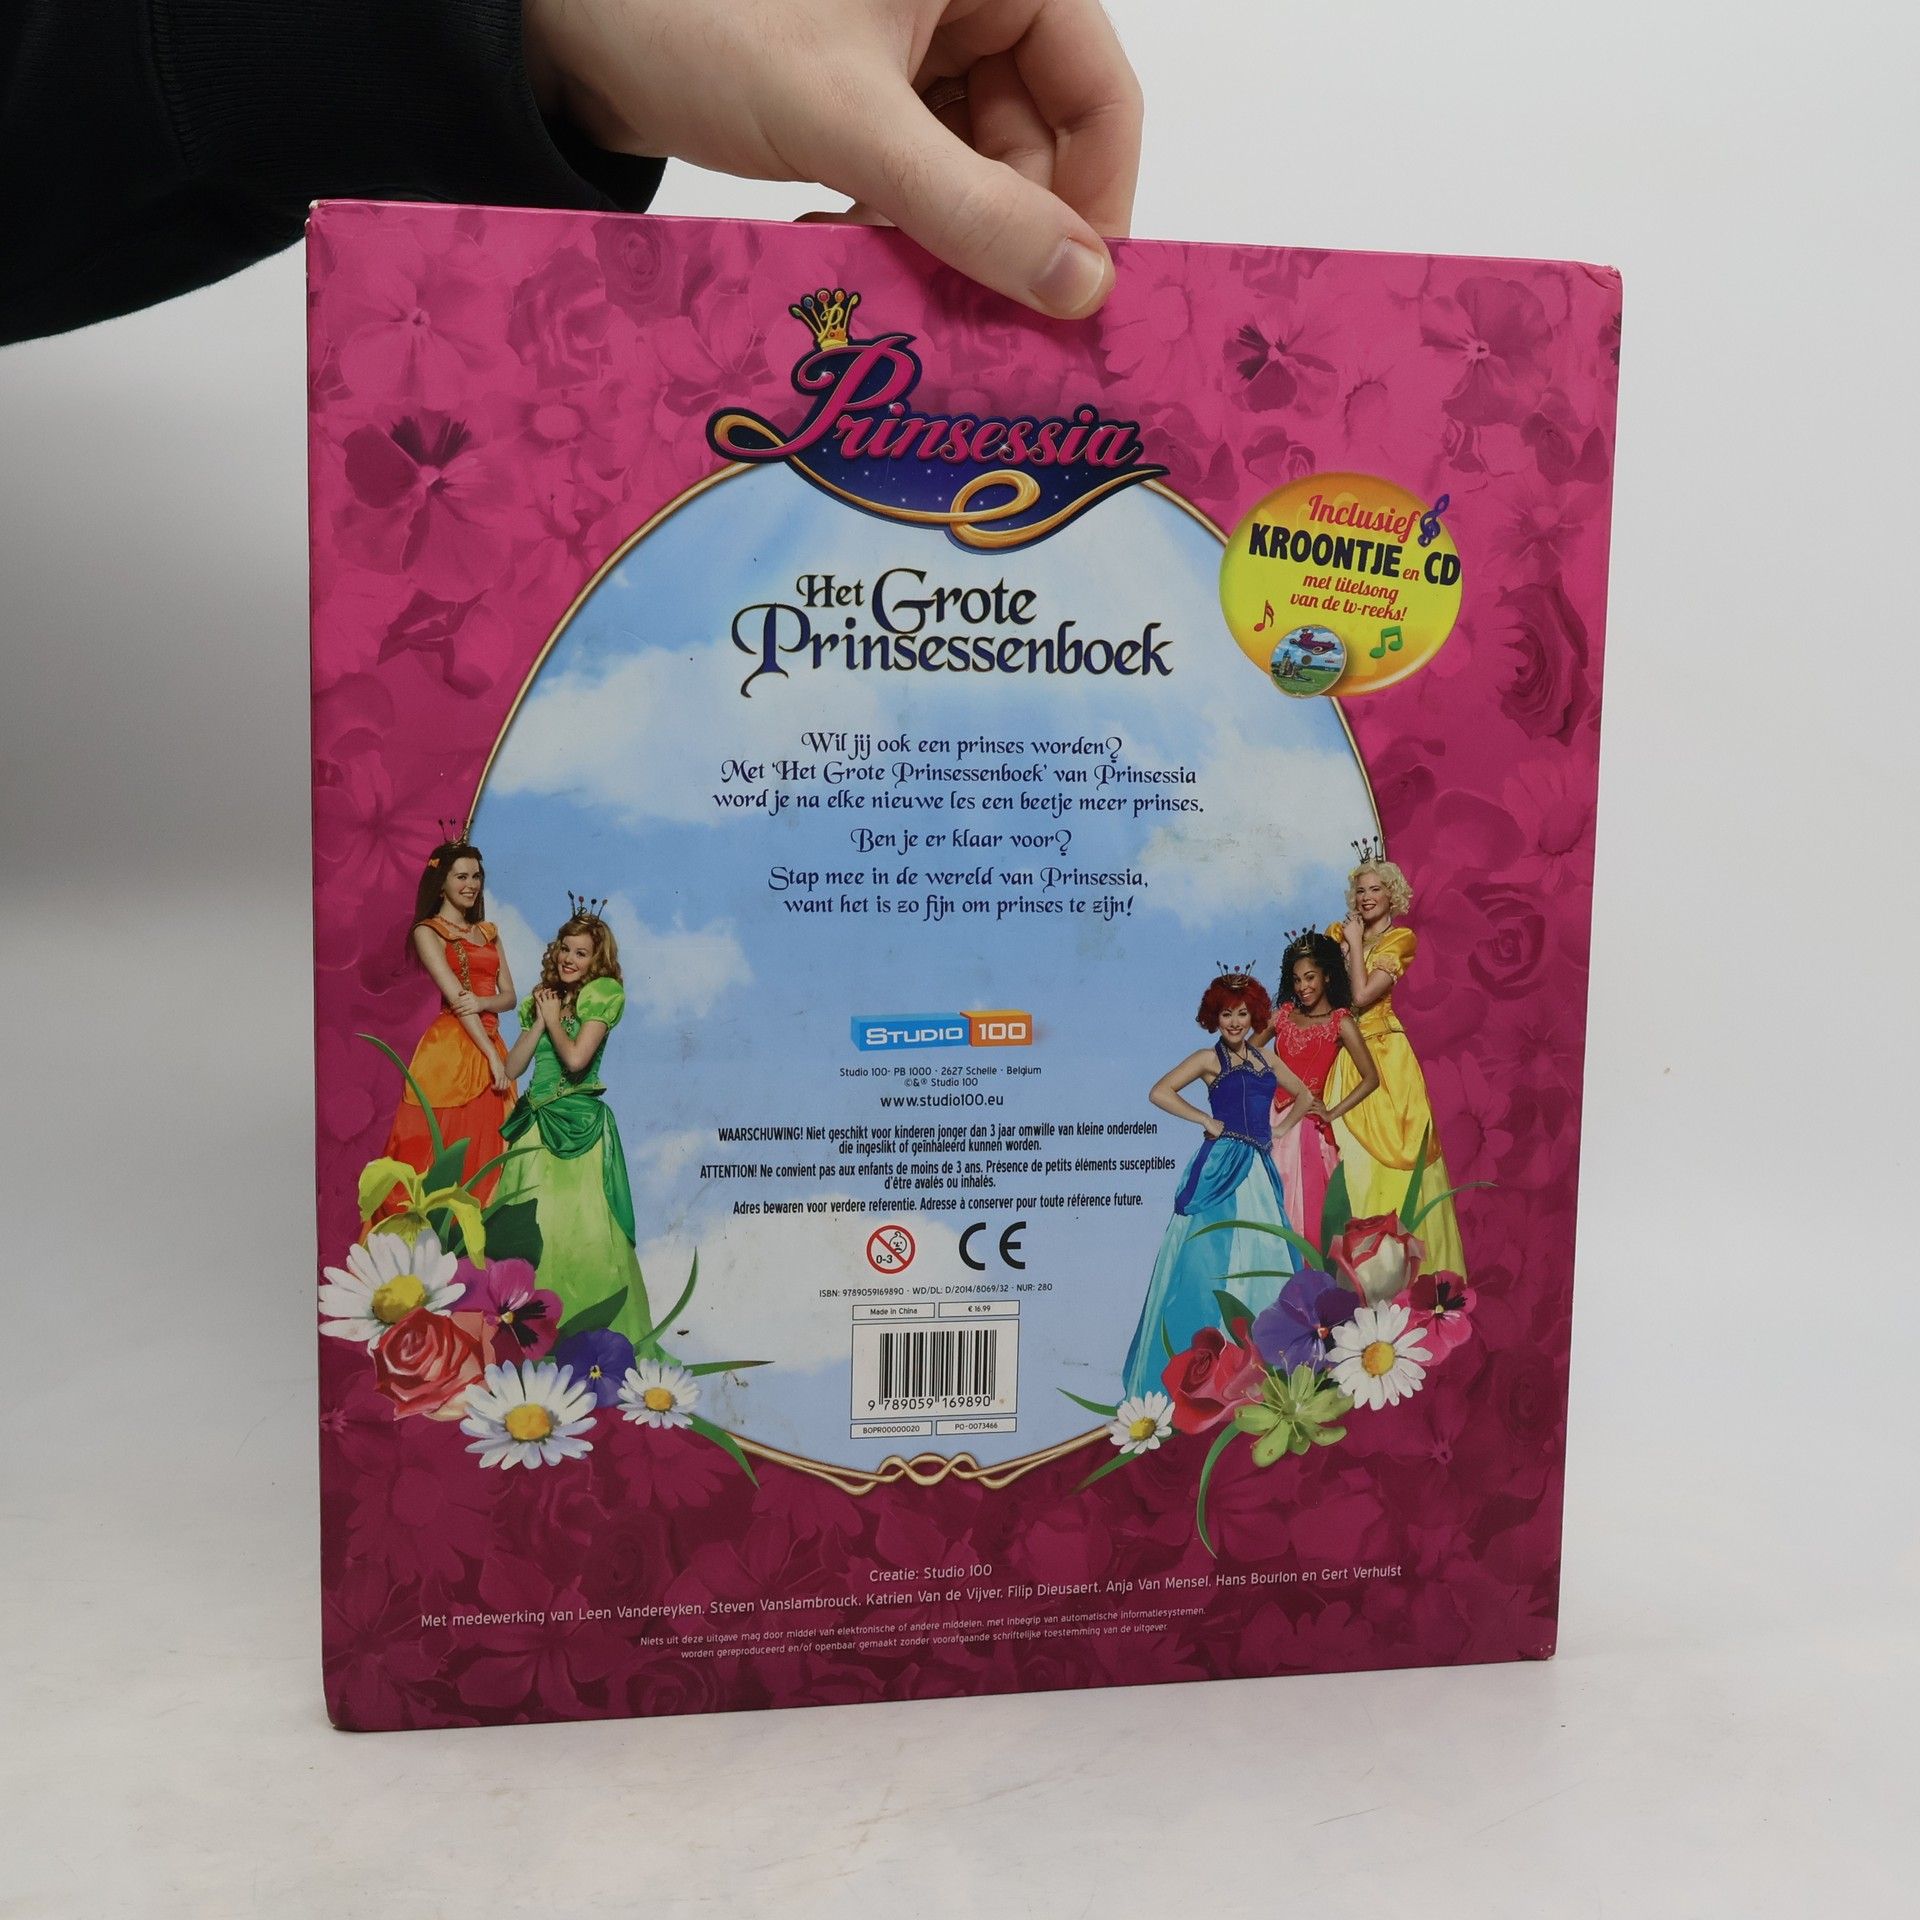 Prinsessia
Inclusief
KROONTJE en CD
met titelsong
van de tv-reeks!
Het Grote
Prinsessenboek
Wil jij ook een prinses worden?
Met 'Het Grote Prinsessenboek' van Prinsessia
word je na elke nieuwe les een beetje meer prinses.
Ben je er klaar voor?
Stap mee in de wereld van Prinsessia,
want het is zo fijn om prinses te zijn!
STUDIO 100
Studio 100- PB 1000 - 2627 Schelle - Belgium
©&® Studio 100
www.studio100.eu
WAARSCHUWING! Niet geschikt voor kinderen jonger dan 3 jaar omwille van kleine onderdelen
die ingeslikt of geïnhaleerd kunnen worden.
ATTENTION! Ne convient pas aux enfants de moins de 3 ans. Présence de petits éléments susceptibles
d'être avalés ou inhalés.
Adres bewaren voor verdere referentie. Adresse à conserver pour toute référence future.
0-3
CE
ISBN: 9789059169890 - WD/DL: D/2014/8069/32 - NUR: 280
Made in China
€ 16.99
9 789059 169890
BOPR00000020
PO-0073466
Creatie: Studio 100
Met medewerking van Leen Vandereyken, Steven Vanslambrouck, Katrien Van de Vijver, Filip Dieusaert, Anja Van Mensel, Hans Bourlon en Gert Verhulst
Niets uit deze uitgave mag door middel van elektronische of andere middelen, met inbegrip van automatische informatiesystemen,
worden gereproduceerd en/of openbaar gemaakt zonder voorafgaande schriftelijke toestemming van de uitgever.